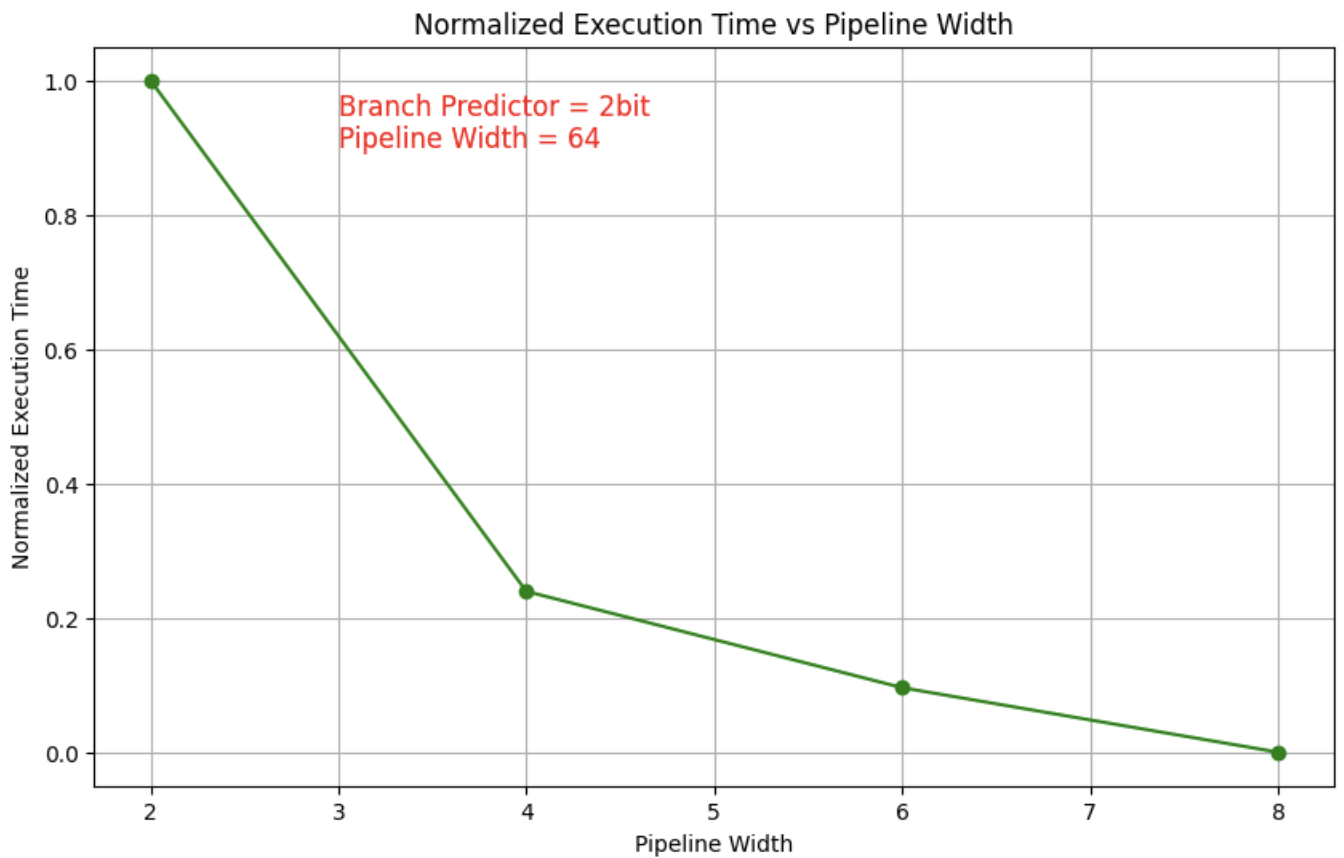 Normalized Execution Time vs Pipeline Width
Branch Predictor = 2bit
Pipeline Width = 64
1.0
0.8
0.6
0.4
0.2
0.0
Normalized Execution Time
2
3
4
5
6
7
8
Pipeline Width